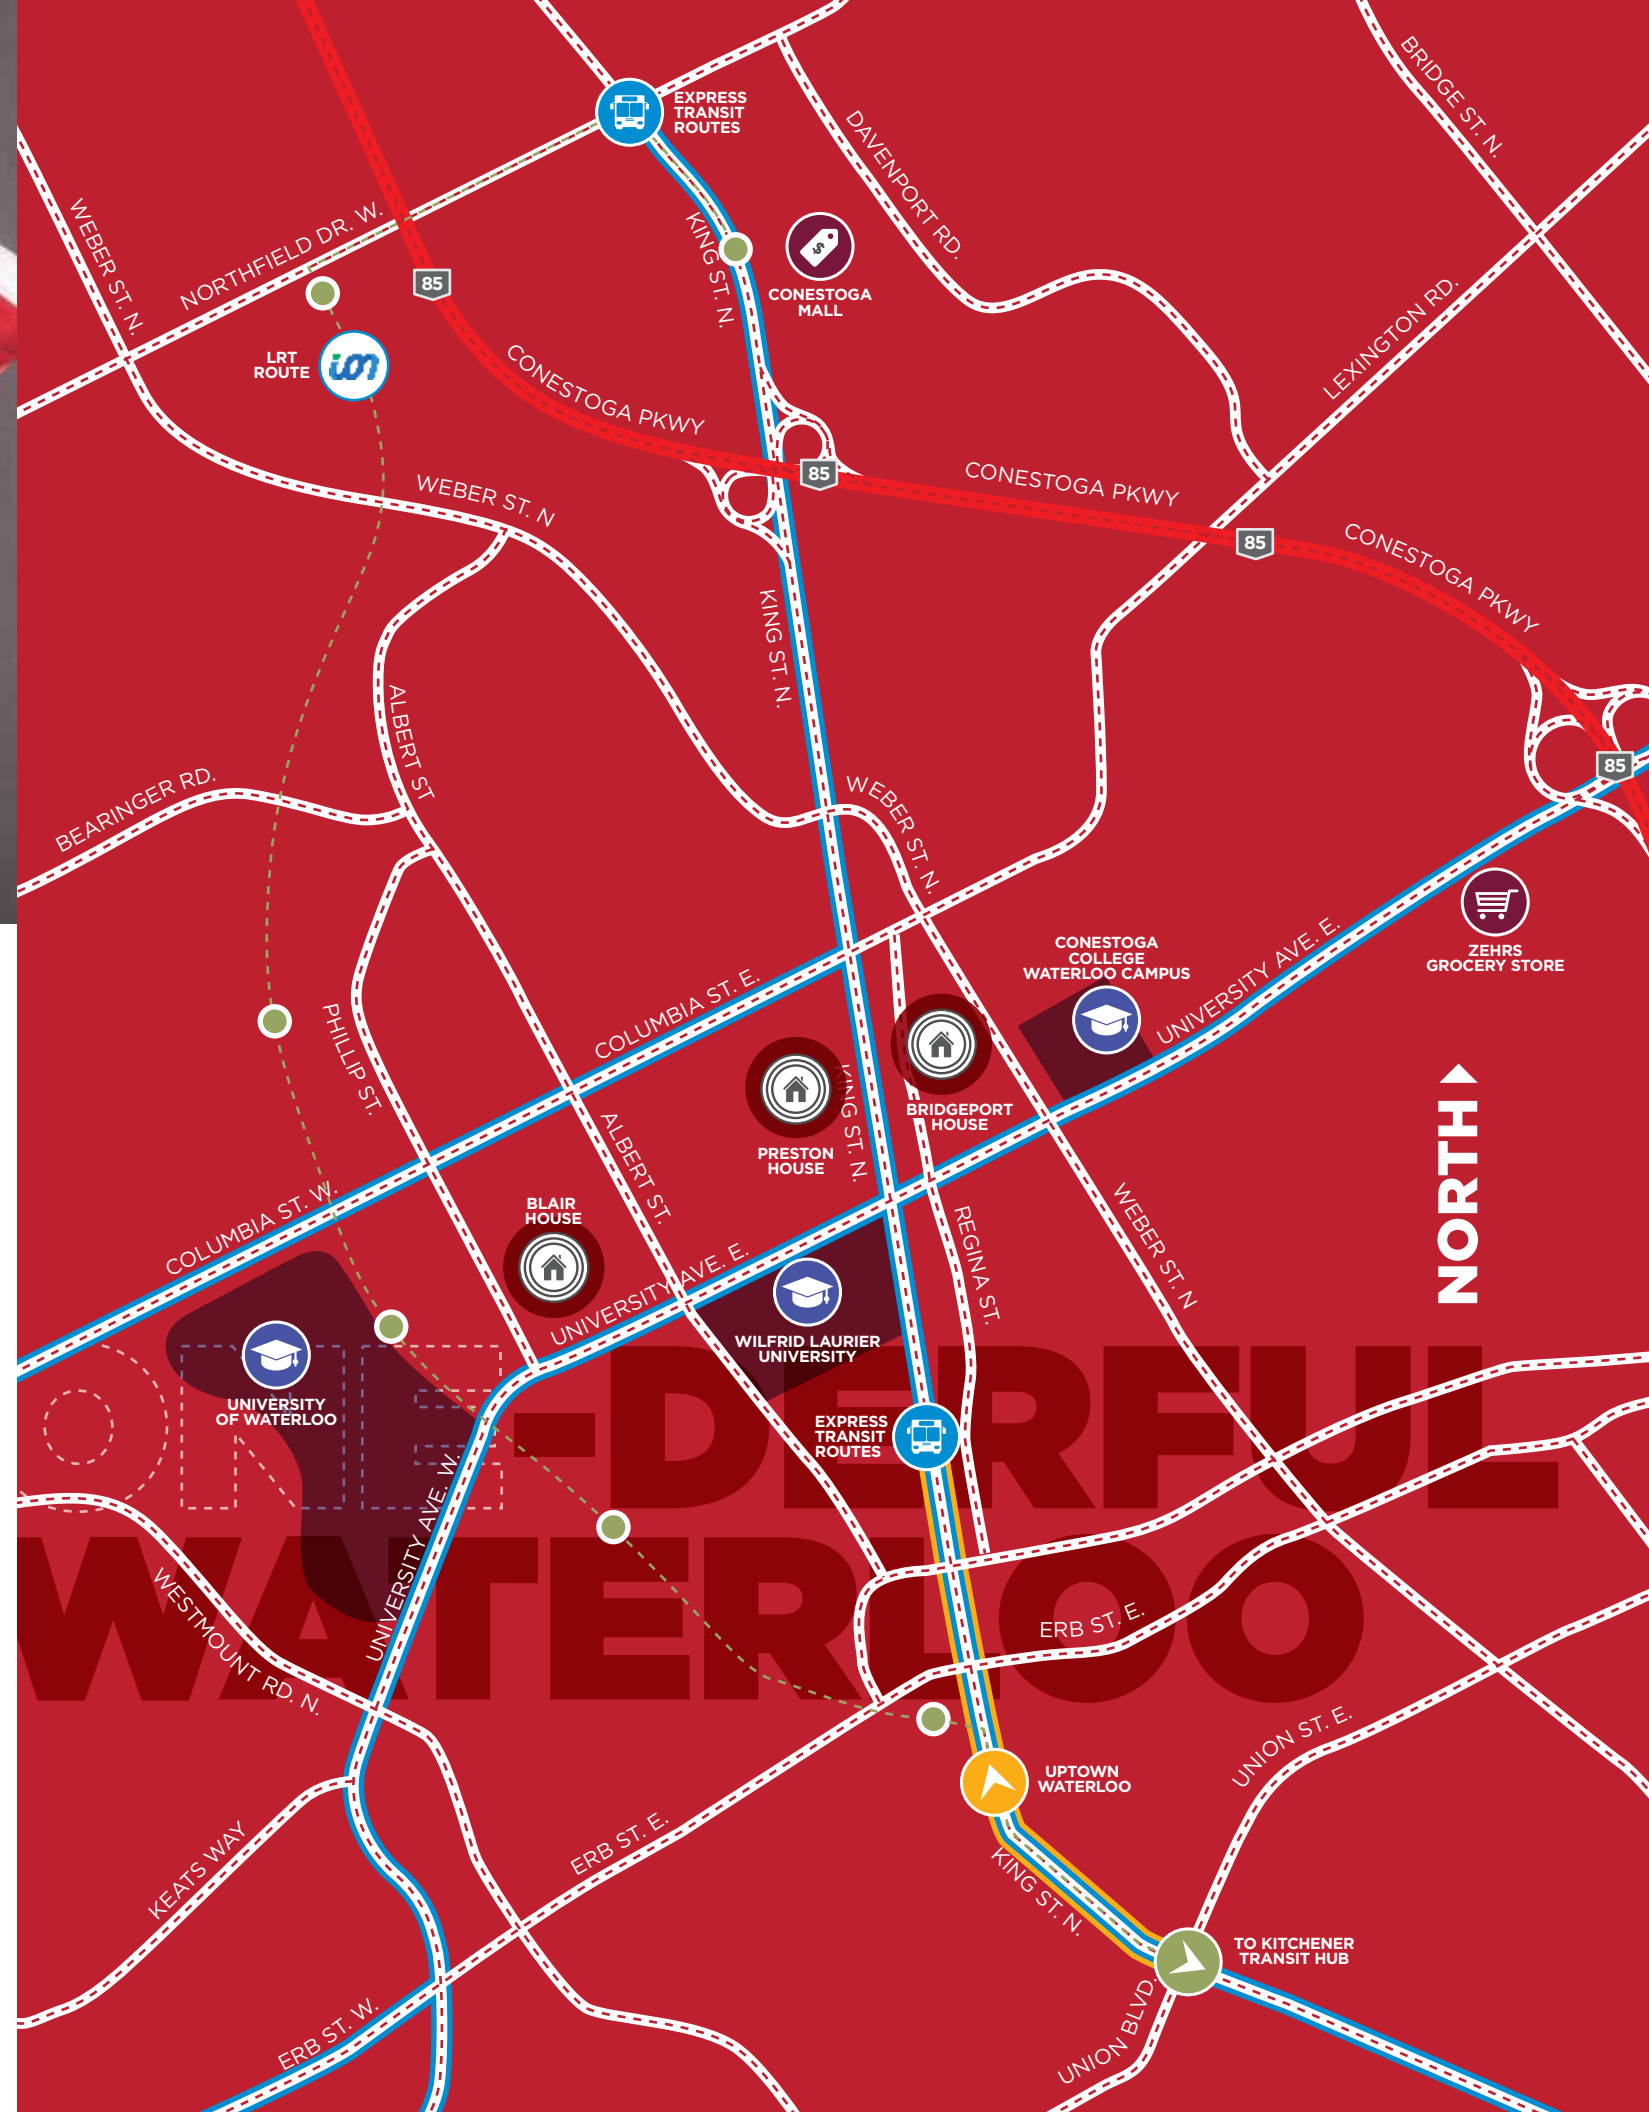 EXPRESS
TRANSIT
ROUTES
BRIDGE ST. N.
DAVENPORT RD.
WEBER ST. N.
NORTHFIELD DR. W.
KING ST. N.
CONESTOGA
MALL
85
LRT
ROUTE
ion
LEXINGTON RD.
CONESTOGA PKWY
85
CONESTOGA PKWY
WEBER ST. N
85
CONESTOGA PKWY
KING ST. N.
ALBERT ST
85
BEARINGER RD.
WEBER ST. N.
ZEHRS
GROCERY STORE
CONESTOGA
COLLEGE
WATERLOO CAMPUS
UNIVERSITY AVE. E.
COLUMBIA ST. E.
PHILLIP ST.
KING ST. N.
BRIDGEPORT
HOUSE
PRESTON
HOUSE
ALBERT ST.
NORTH
COLUMBIA ST. W.
BLAIR
HOUSE
WEBER ST. N
REGINA ST.
UNIVERSITY AVE. E.
WILFRID LAURIER
UNIVERSITY
UNIVERSITY
OF WATERLOO
EXPRESS
TRANSIT
ROUTES
ONE-DERFUL
WATERLOO
UNIVERSITY AVE. W.
WESTMOUNT RD. N.
ERB ST. E.
UNION ST. E.
UPTOWN
WATERLOO
KEATS WAY
ERB ST. E.
KING ST. N.
TO KITCHENER
TRANSIT HUB
ERB ST. W.
UNION BLVD.